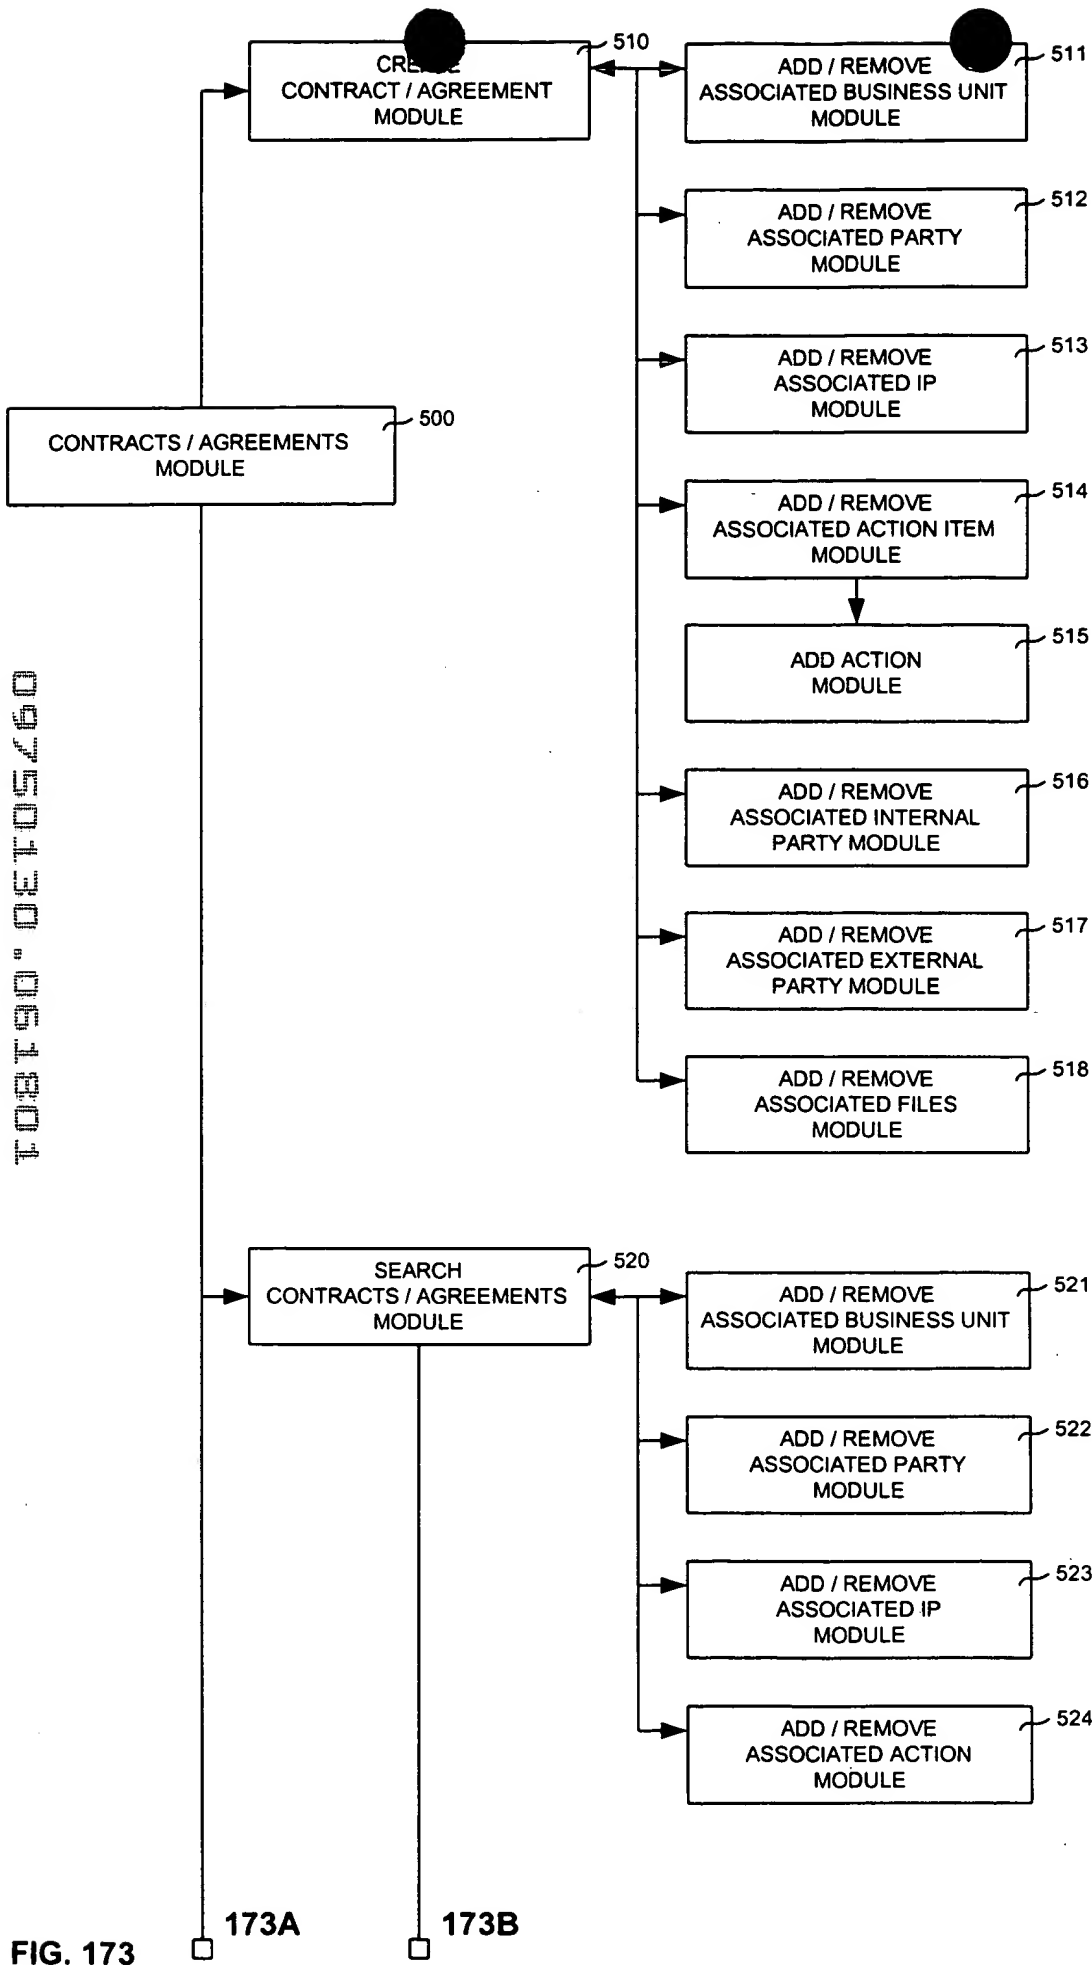 CONTRACT / AGREEMENT
MODULE
510
ADD / REMOVE
ASSOCIATED BUSINESS UNIT
MODULE
511
ADD / REMOVE
ASSOCIATED PARTY
MODULE
512
ADD / REMOVE
ASSOCIATED IP
MODULE
513
CONTRACTS / AGREEMENTS
MODULE
500
ADD / REMOVE
ASSOCIATED ACTION ITEM
MODULE
514
ADD ACTION
MODULE
515
ADD / REMOVE
ASSOCIATED INTERNAL
PARTY MODULE
516
ADD / REMOVE
ASSOCIATED EXTERNAL
PARTY MODULE
517
ADD / REMOVE
ASSOCIATED FILES
MODULE
518
09750130.061801
SEARCH
CONTRACTS / AGREEMENTS
MODULE
520
ADD / REMOVE
ASSOCIATED BUSINESS UNIT
MODULE
521
ADD / REMOVE
ASSOCIATED PARTY
MODULE
522
ADD / REMOVE
ASSOCIATED IP
MODULE
523
ADD / REMOVE
ASSOCIATED ACTION
MODULE
524
173A
173B
FIG. 173